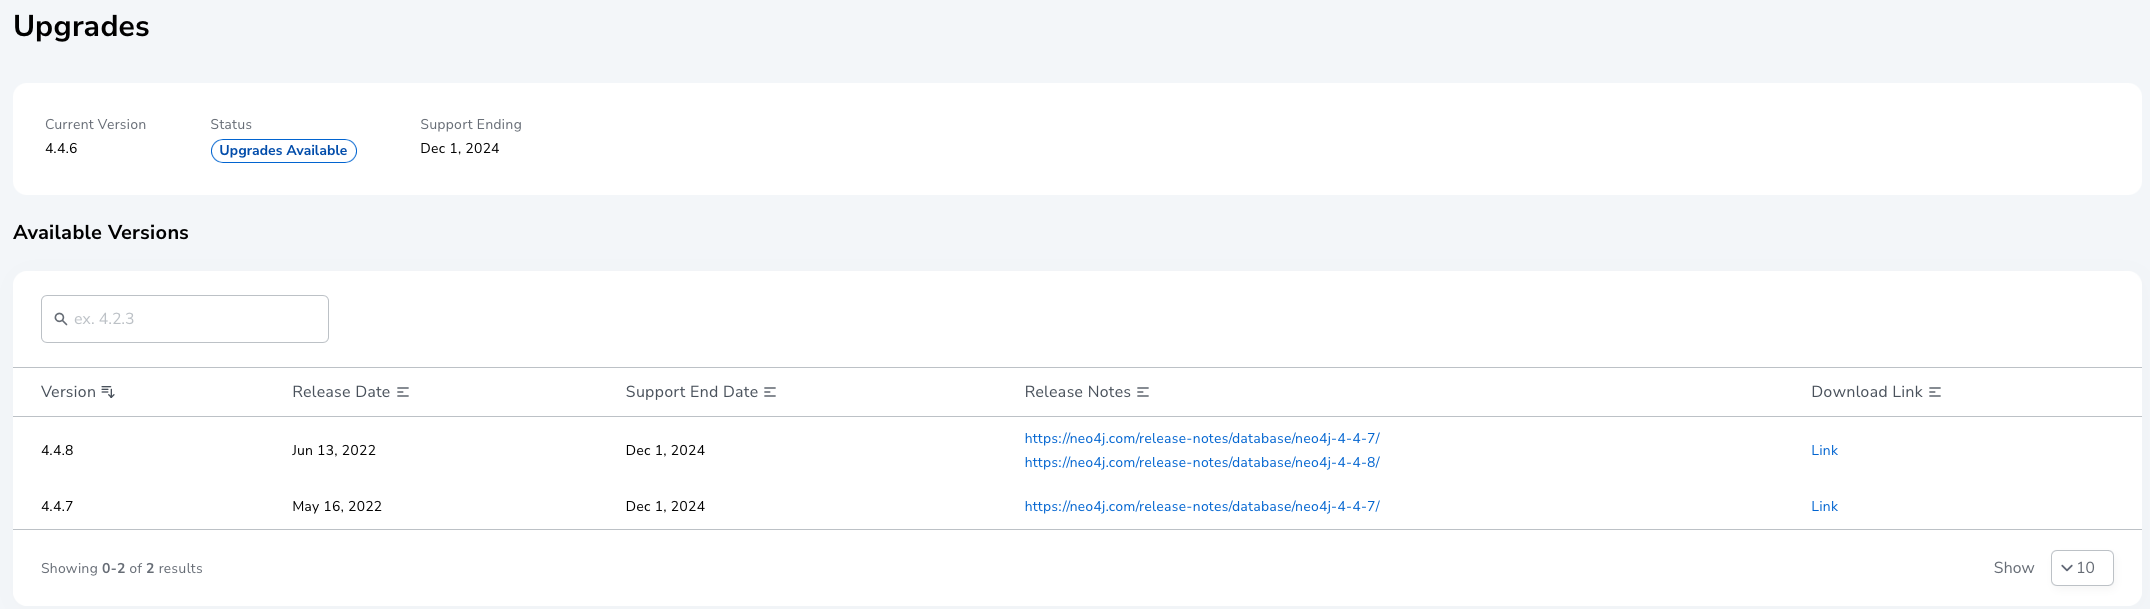 Upgrades
Current Version Status Support Ending
4.4.6 Upgrades Available Dec 1, 2024
Available Versions
ex. 4.2.3
Version Release Date Support End Date Release Notes Download Link
4.4.8 Jun 13, 2022 Dec 1, 2024 https://neo4j.com/release-notes/database/neo4j-4-4-7/ Link
https://neo4j.com/release-notes/database/neo4j-4-4-8/
4.4.7 May 16, 2022 Dec 1, 2024 https://neo4j.com/release-notes/database/neo4j-4-4-7/ Link
Showing 0-2 of 2 results Show 10